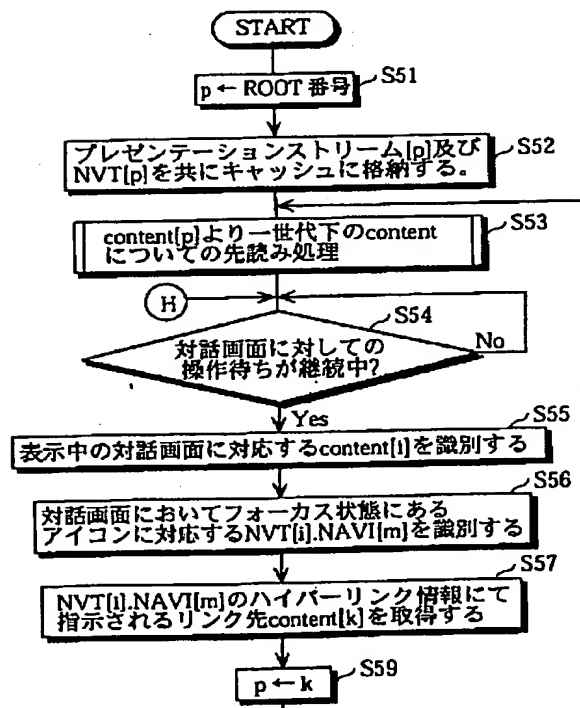 START
p ← ROOT 番号
S51
プレゼンテーションストリーム[p]及び
NVT[p]を共にキャッシュに格納する。
S52
content[p]より一世代下のcontent
についての先読み処理
S53
H
S54
対話画面に対しての
操作待ちが継続中?
No
Yes
S55
表示中の対話画面に対応するcontent[i]を識別する
S56
対話画面においてフォーカス状態にある
アイコンに対応するNVT[i].NAVI[m]を識別する
S57
NVT[i].NAVI[m]のハイパーリンク情報にて
指示されるリンク先content[k]を取得する
S59
p ← k